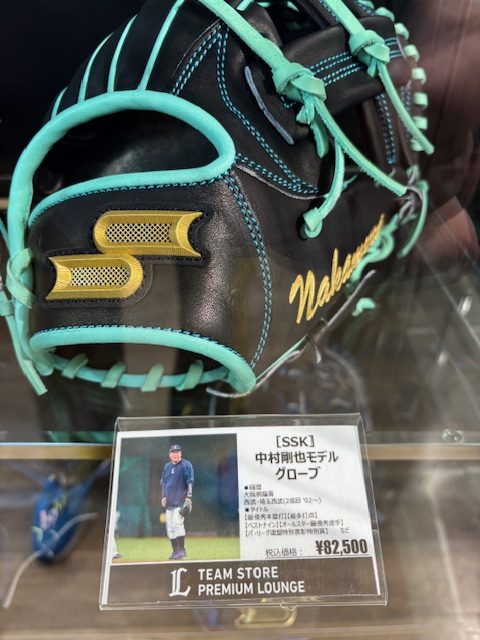 Nakamura
[SSK]
中村剛也モデル
グローブ
■経歴
大阪桐蔭高
西武・埼玉西武(2巡目 '02～)
■タイトル
【最優秀本塁打】【最多打点】
【ベストナイン】【オールスター最優秀選手】
【パ・リーグ連盟特別表彰特別賞】 など
税込価格： ¥82,500
L TEAM STORE
PREMIUM LOUNGE